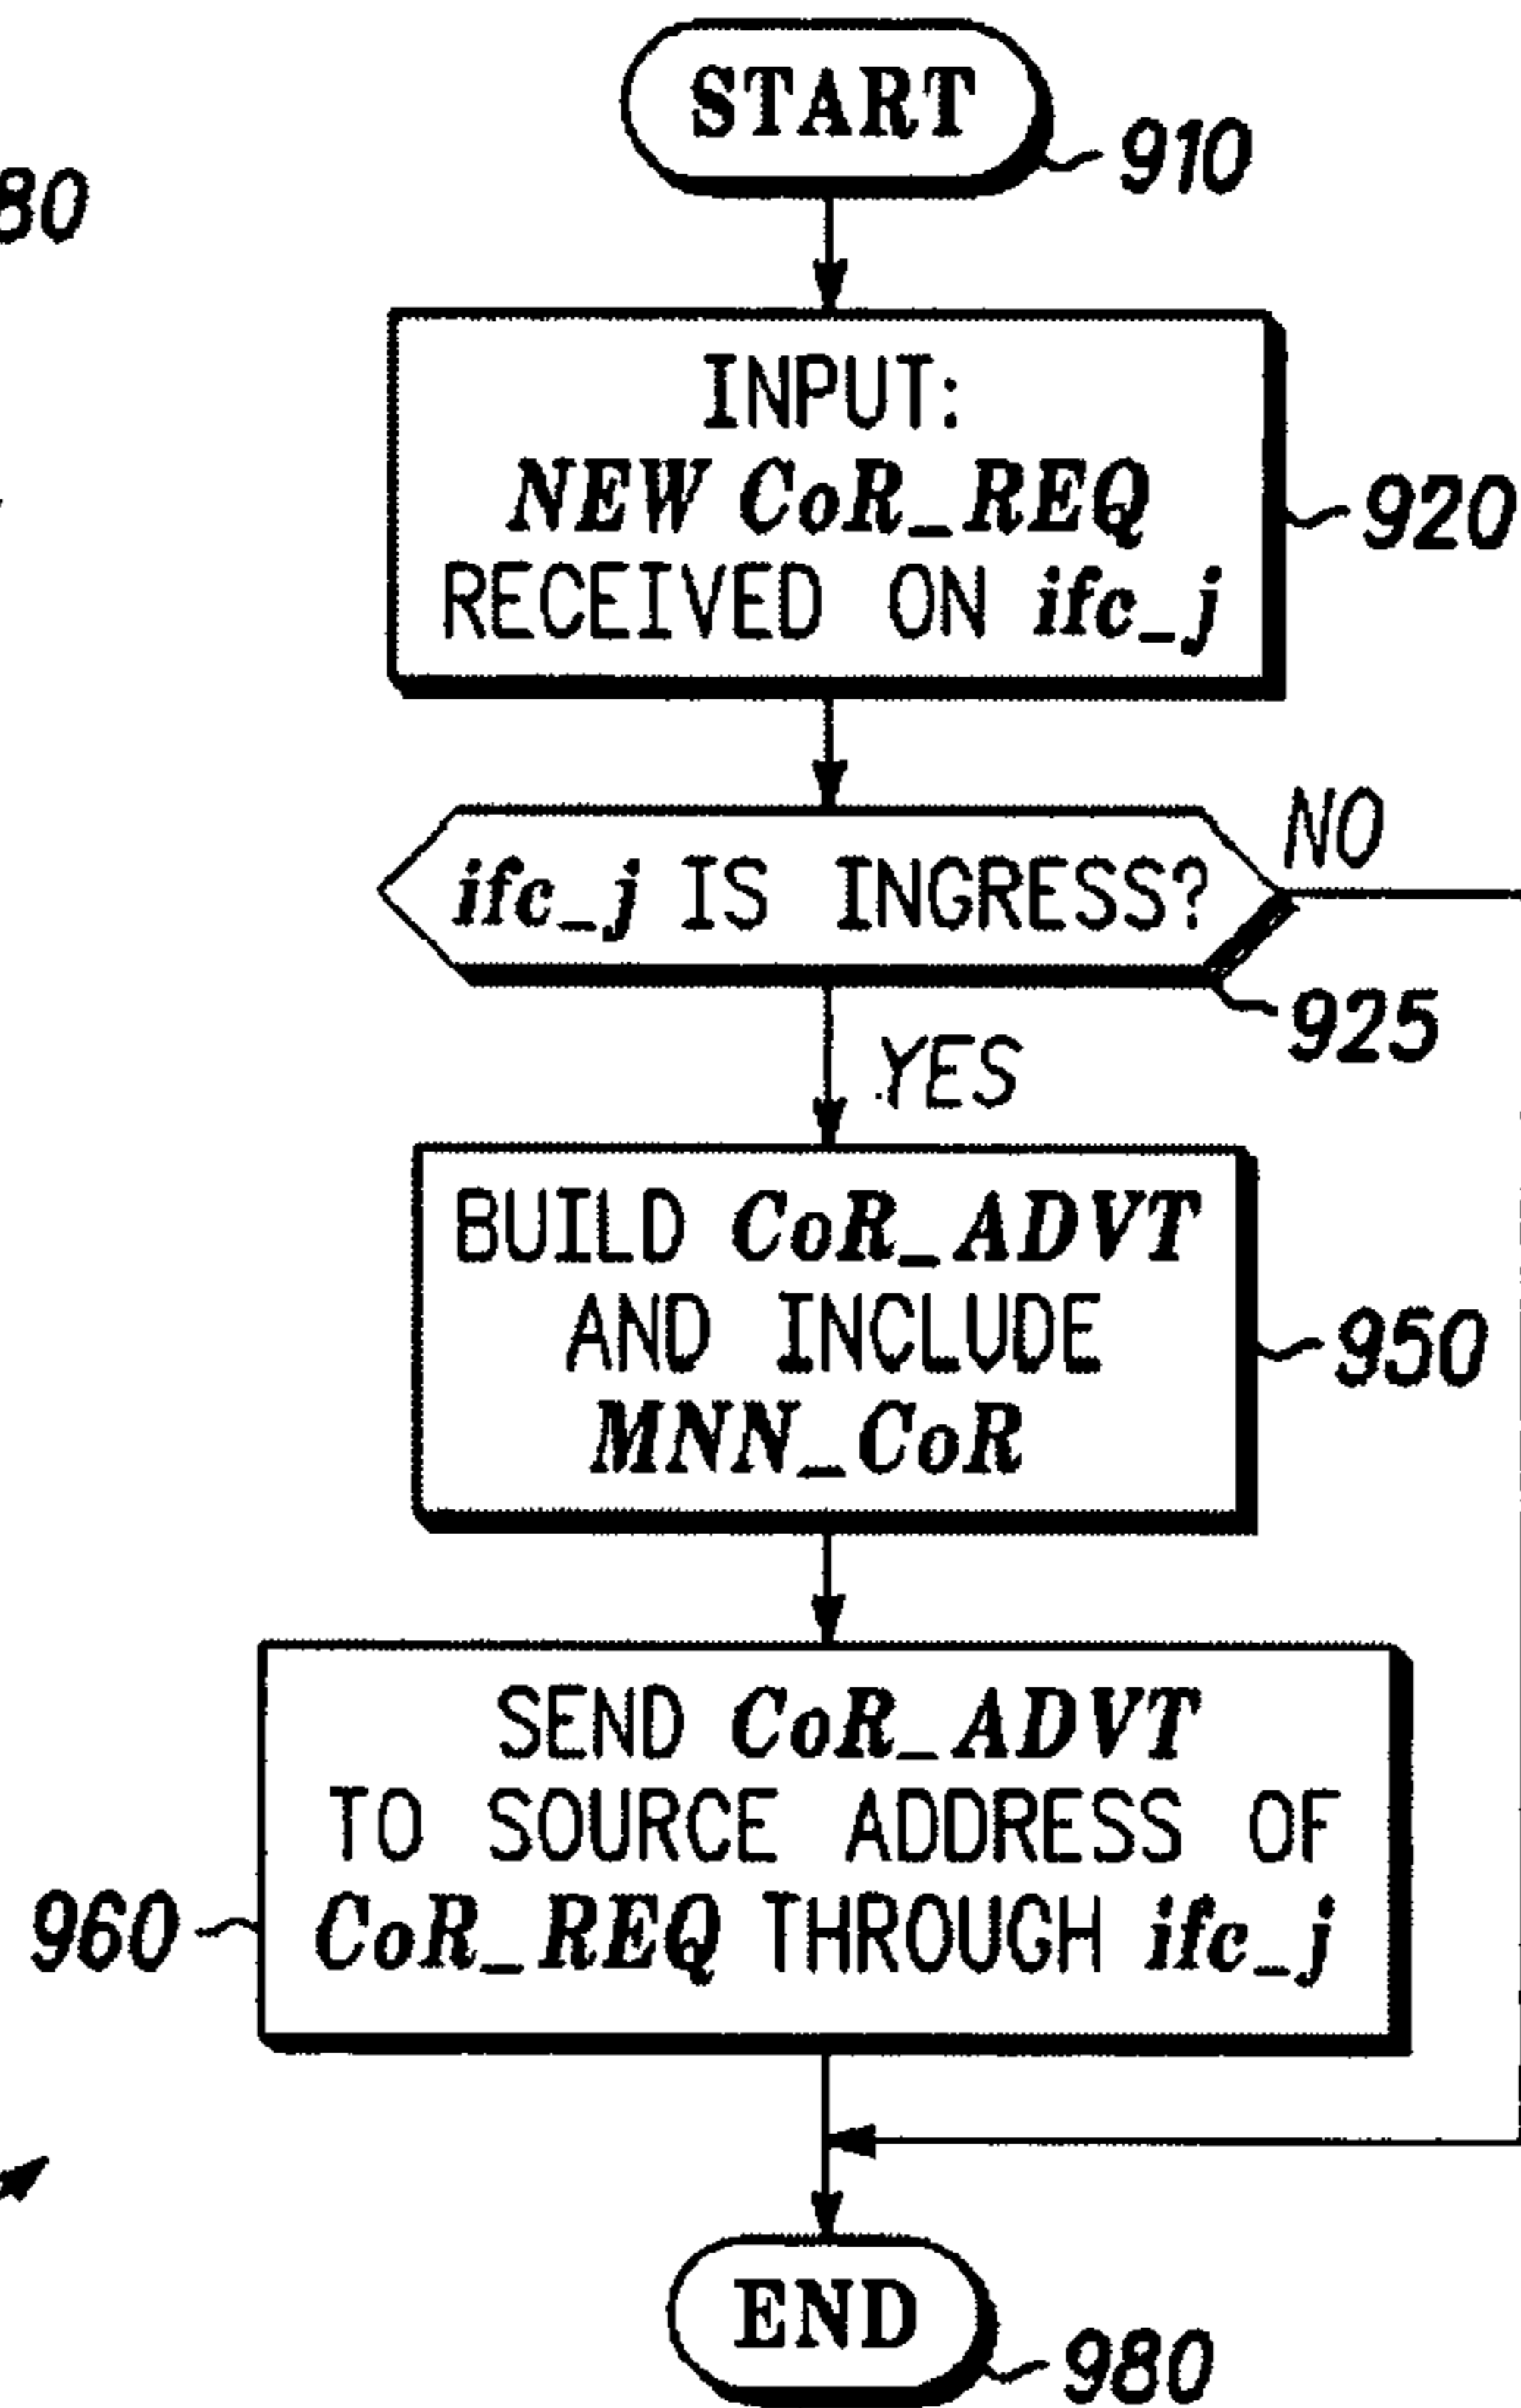 START
910
80
INPUT:
NEW CoR_REQ
RECEIVED ON ifc_j
920
ifc_j IS INGRESS?
NO
925
YES
BUILD CoR_ADVT
AND INCLUDE
MNN_CoR
950
SEND CoR_ADVT
TO SOURCE ADDRESS OF
CoR_REQ THROUGH ifc_j
960
END
980